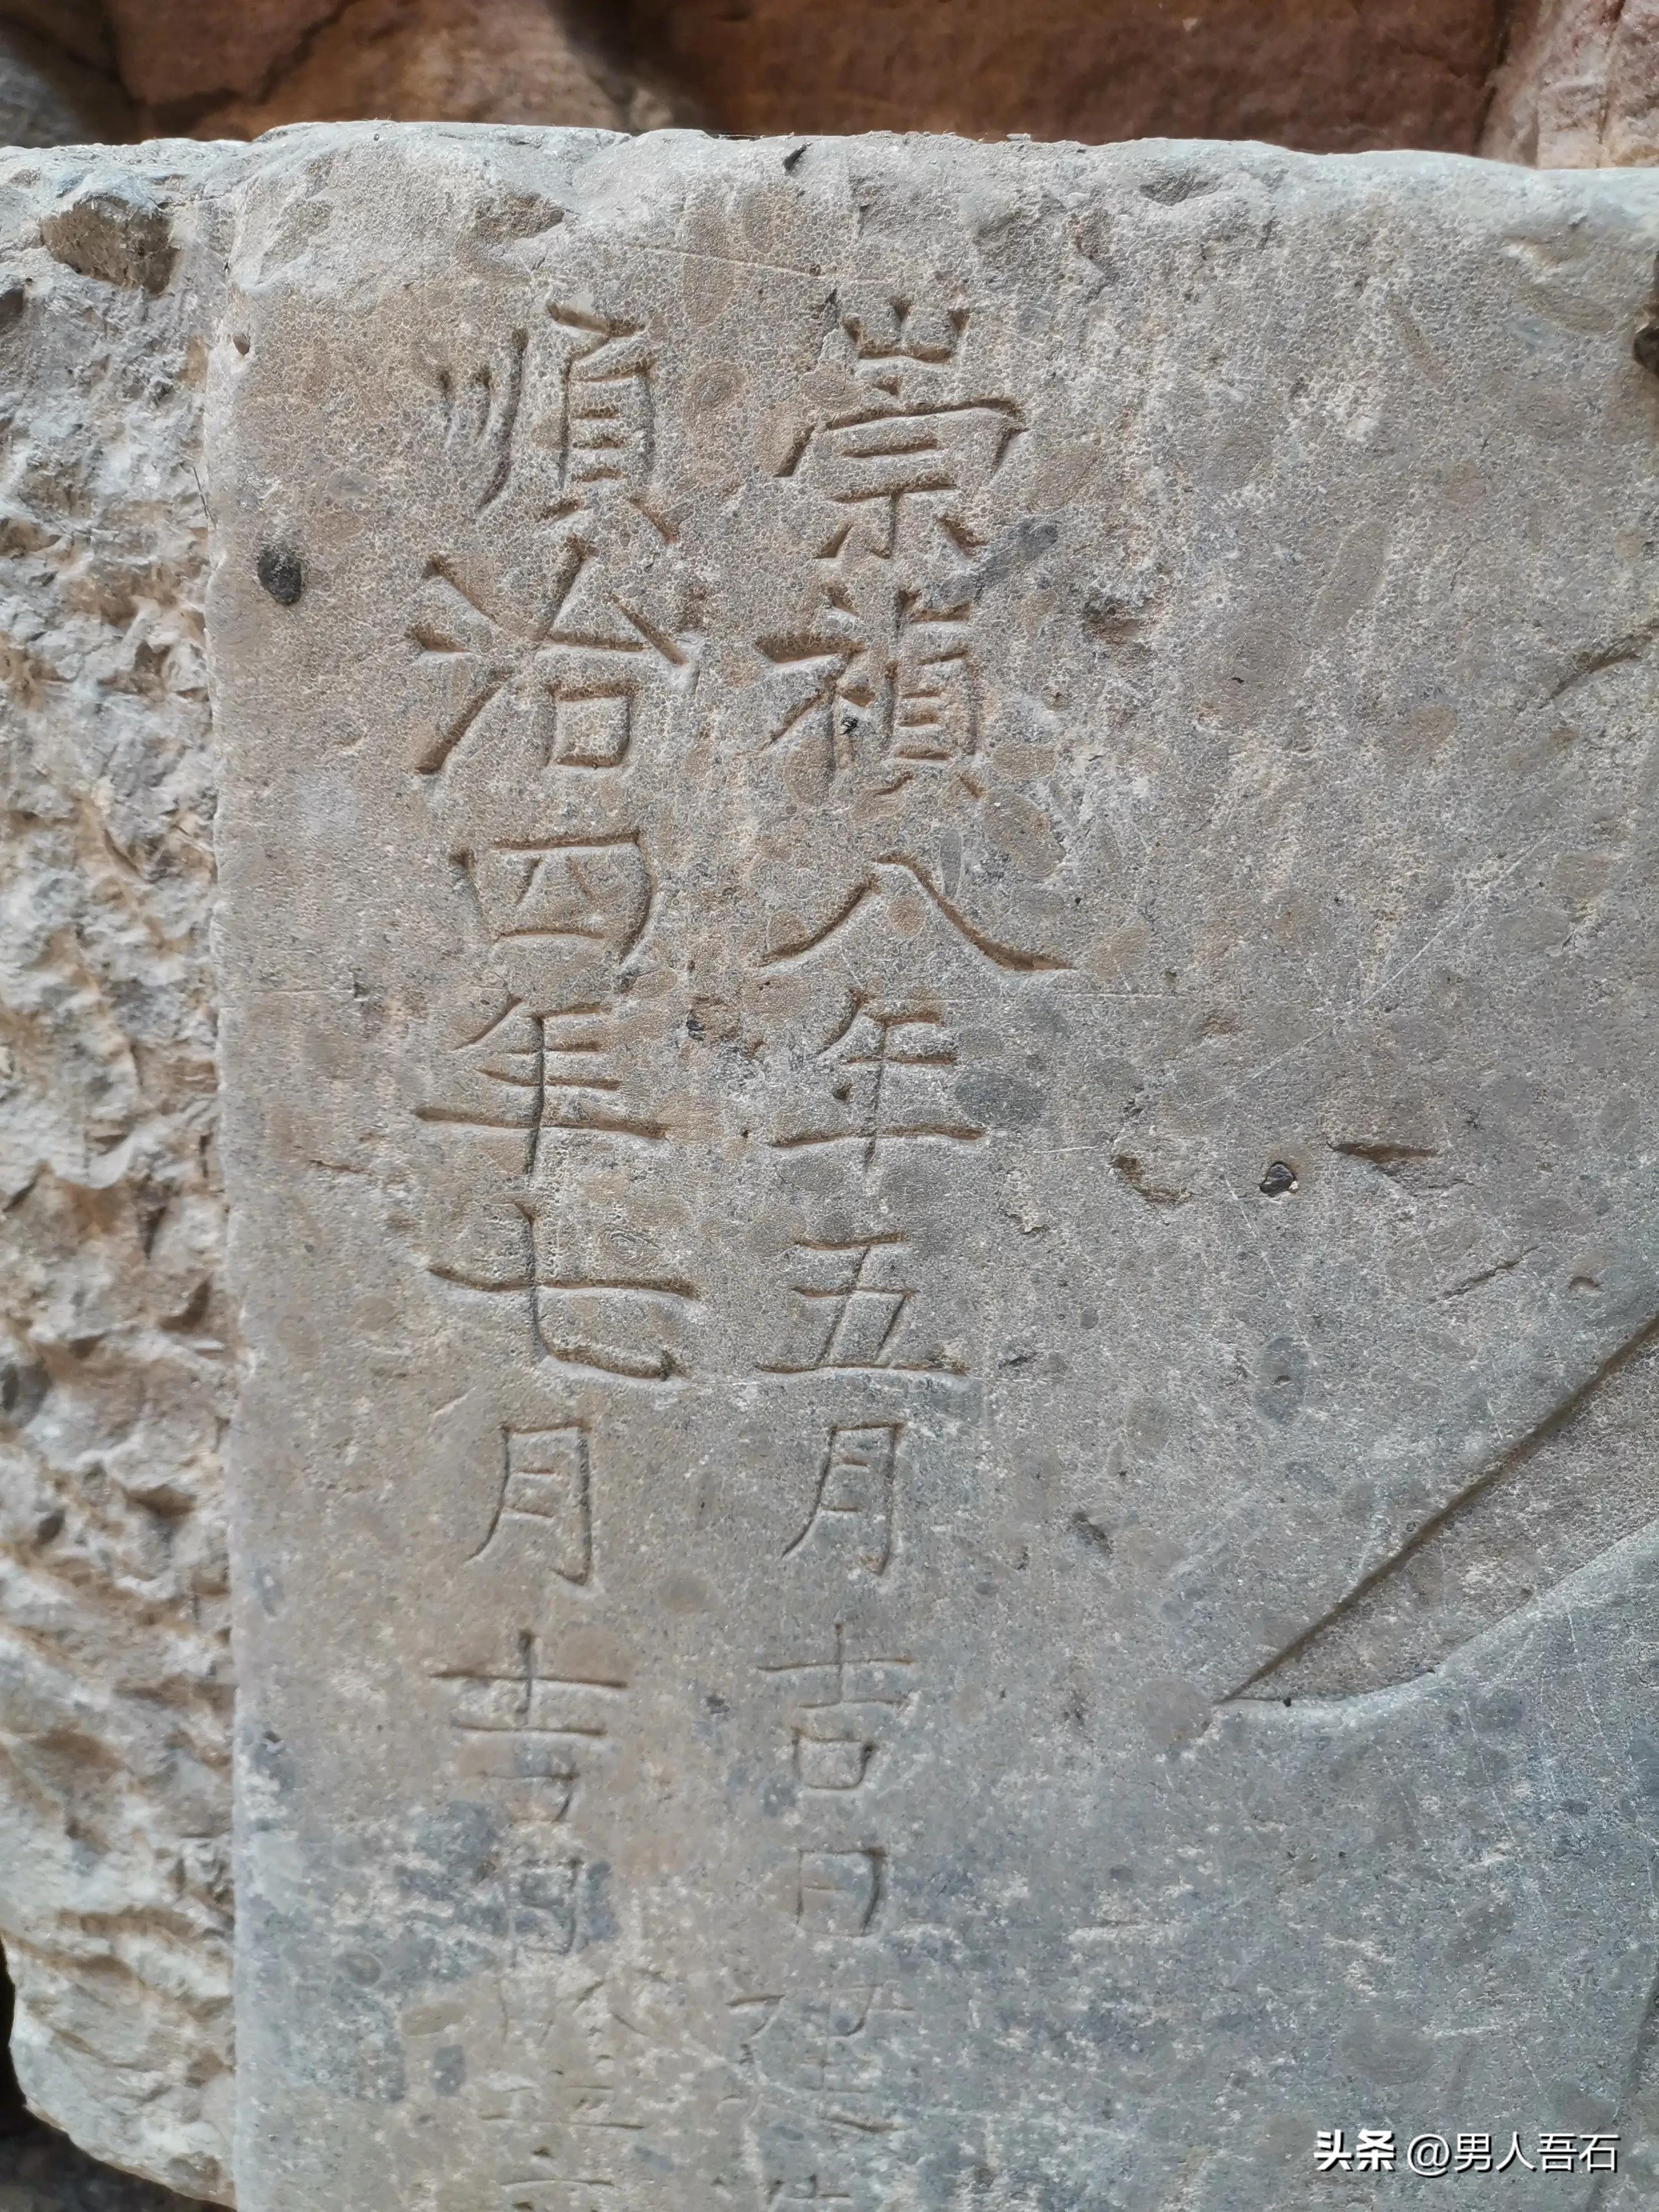 崇禎八年五月吉日
順治四年七月吉日
头条 @男人吾石